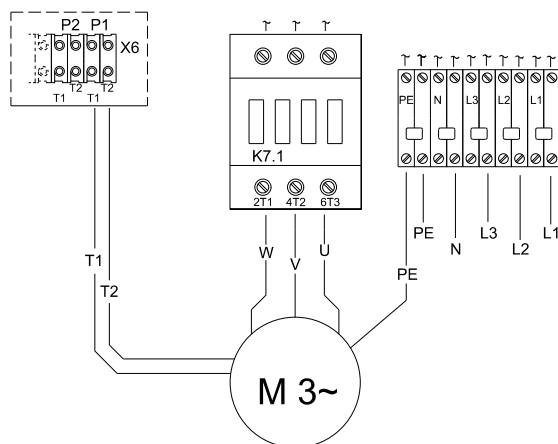 P2 P1
X6
T2 T2
T1 T1
K7.1
2T1 4T2 6T3
PE N L3 L2 L1
W V U
PE N L3 L2 L1
PE
T1
T2
M 3~